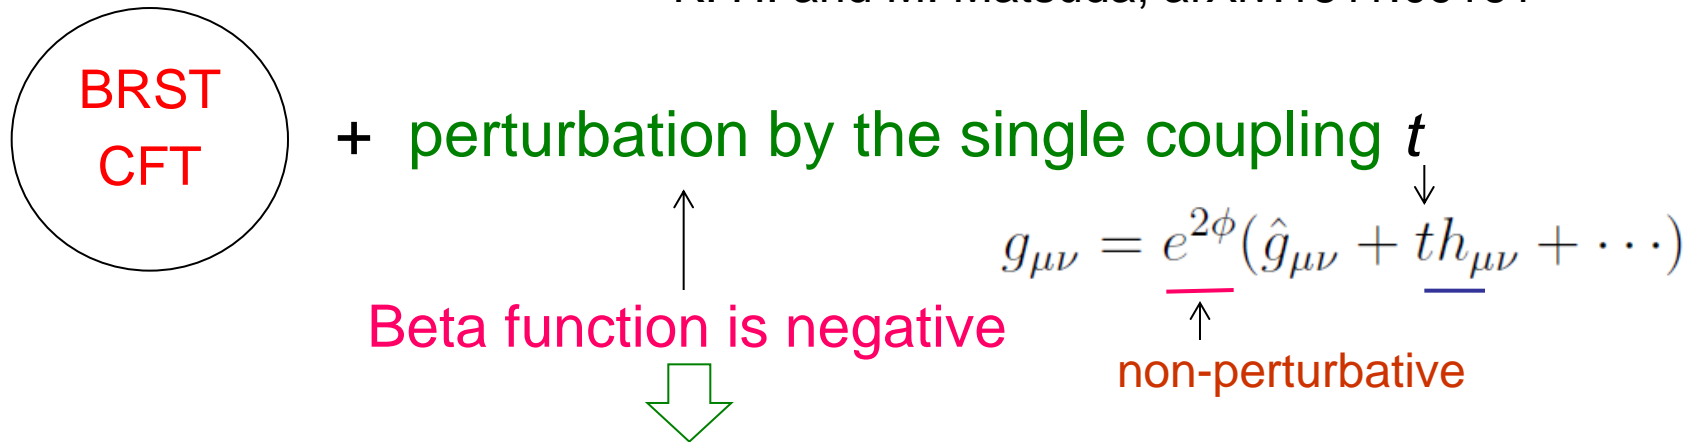 BRST
CFT
+ perturbation by the single coupling t
g_{μν} = e^{2φ}(ĝ_{μν} + th_{μν} + ···)
Beta function is negative
non-perturbative